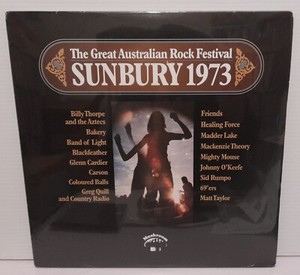 The Great Australian Rock Festival
SUNBURY 1973
Billy Thorpe
and the Aztecs
Bakery
Band of Light
Blackfeather
Glenn Cardier
Carson
Coloured Balls
Greg Quill
and Country Radio
Friends
Healing Force
Madder Lake
Mackenzie Theory
Mighty Mouse
Johnny O'Keefe
Sid Rumpo
69'ers
Matt Taylor
Mushroom